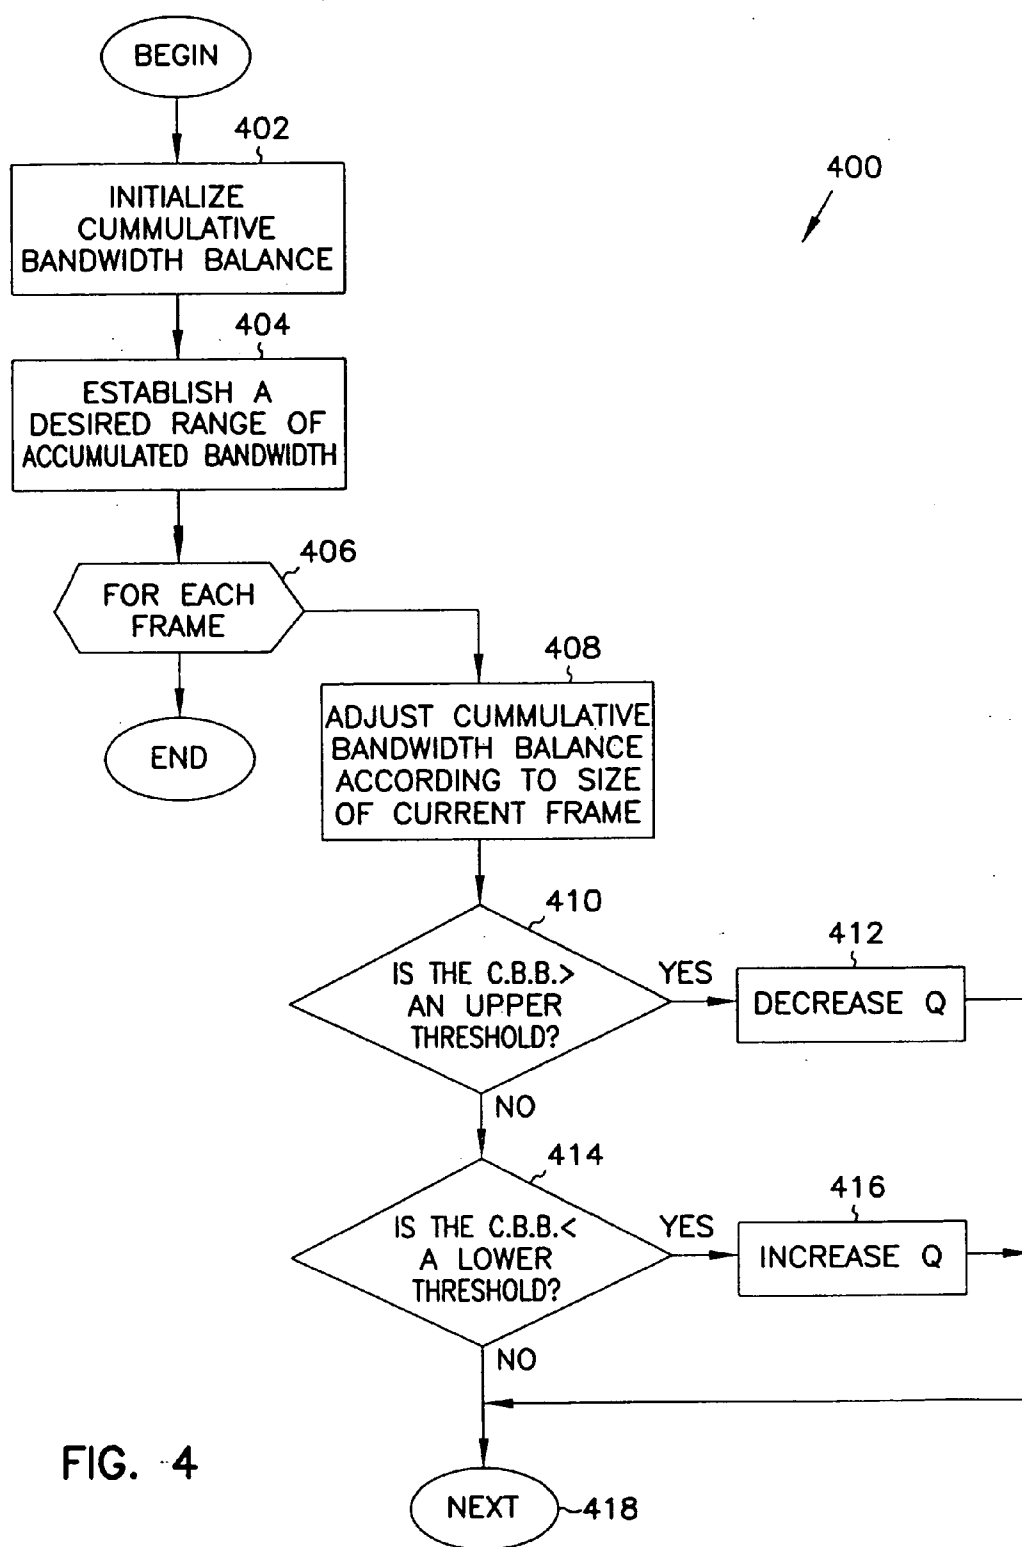 BEGIN
402
INITIALIZE
CUMMULATIVE
BANDWIDTH BALANCE
400
404
ESTABLISH A
DESIRED RANGE OF
ACCUMULATED BANDWIDTH
406
FOR EACH
FRAME
END
408
ADJUST CUMMULATIVE
BANDWIDTH BALANCE
ACCORDING TO SIZE
OF CURRENT FRAME
410
IS THE C.B.B.>
AN UPPER
THRESHOLD?
YES
412
DECREASE Q
NO
414
IS THE C.B.B.<
A LOWER
THRESHOLD?
YES
416
INCREASE Q
NO
NEXT
418
FIG. 4